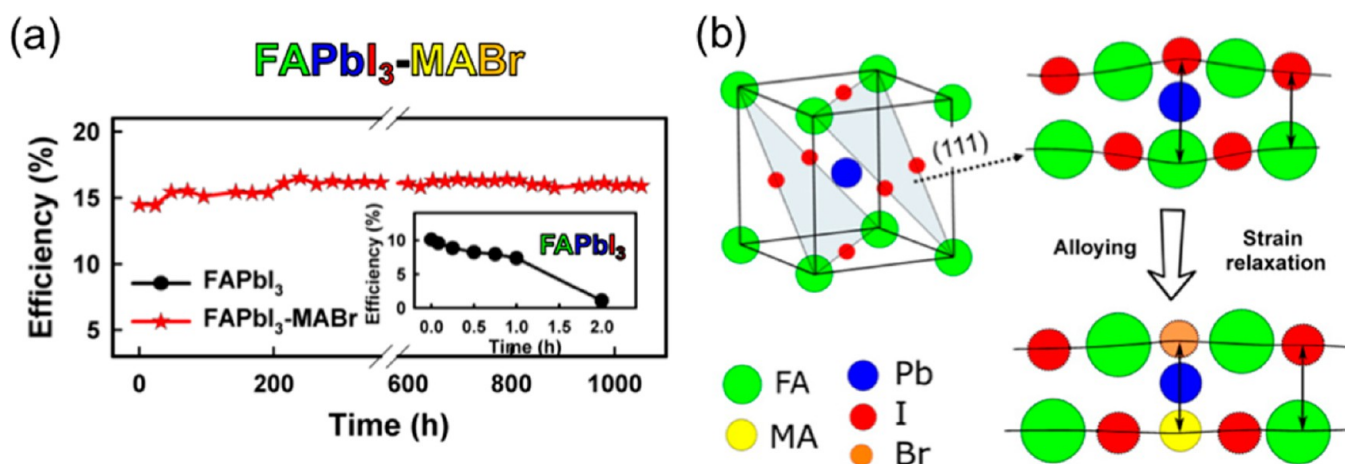 (a)
FAPbI₃-MABr
Efficiency (%)
20
15
10
5
FAPbI₃
FAPbI₃-MABr
0
200
600
800
1000
Time (h)
FAPbI₃
Efficiency (%)
10
5
0
0.0
0.5
1.0
1.5
2.0
Time (h)
(b)
(111)
Alloying
Strain
relaxation
FA
MA
Pb
I
Br